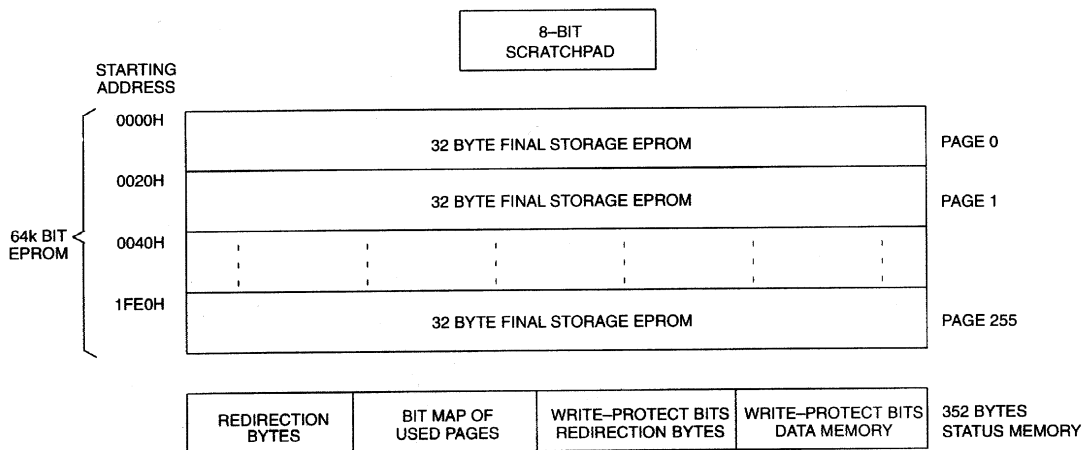 8–BIT
SCRATCHPAD
STARTING
ADDRESS
0000H
32 BYTE FINAL STORAGE EPROM
PAGE 0
0020H
32 BYTE FINAL STORAGE EPROM
PAGE 1
64k BIT
EPROM
0040H
1FE0H
32 BYTE FINAL STORAGE EPROM
PAGE 255
REDIRECTION
BYTES
BIT MAP OF
USED PAGES
WRITE–PROTECT BITS
REDIRECTION BYTES
WRITE–PROTECT BITS
DATA MEMORY
352 BYTES
STATUS MEMORY